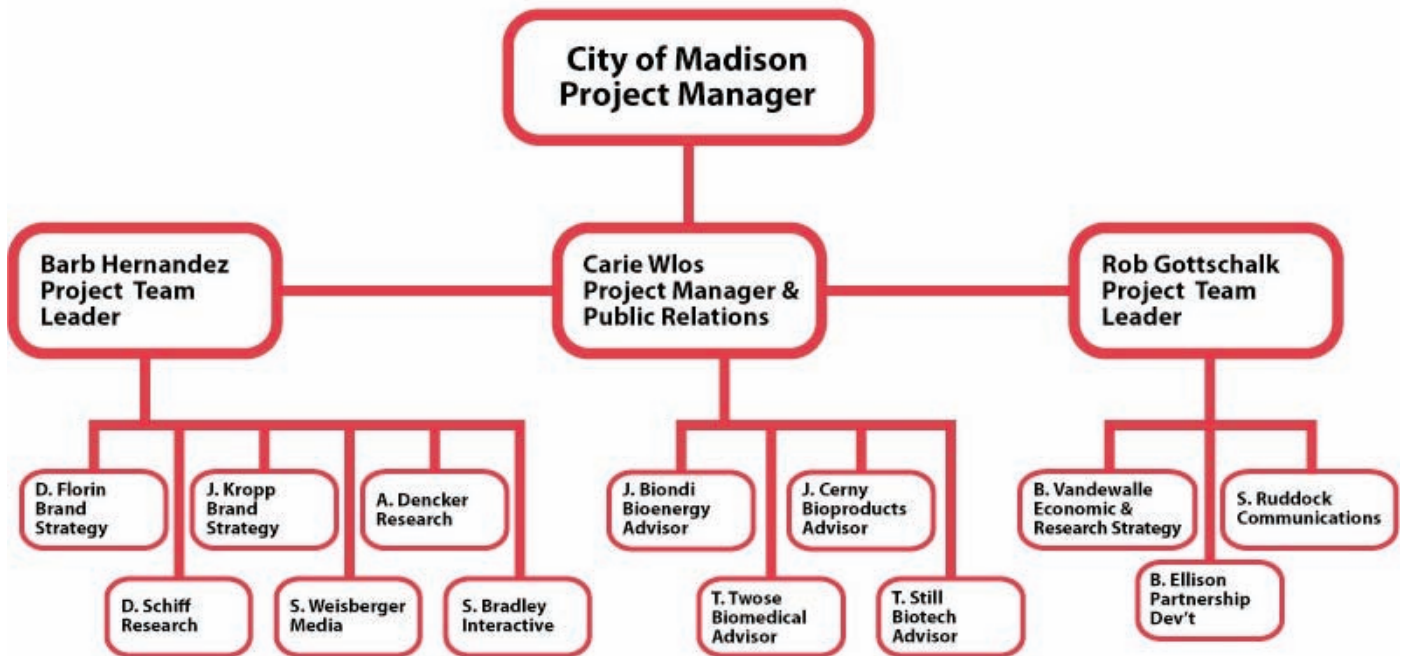 City of Madison
Project Manager
Barb Hernandez
Project Team
Leader
Carie Wlos
Project Manager &
Public Relations
Rob Gottschalk
Project Team
Leader
D. Florin
Brand
Strategy
J. Kropp
Brand
Strategy
A. Dencker
Research
J. Biondi
Bioenergy
Advisor
J. Cerny
Bioproducts
Advisor
B. Vandewalle
Economic &
Research Strategy
S. Ruddock
Communications
D. Schiff
Research
S. Weisberger
Media
S. Bradley
Interactive
T. Twose
Biomedical
Advisor
T. Still
Biotech
Advisor
B. Ellison
Partnership
Dev't